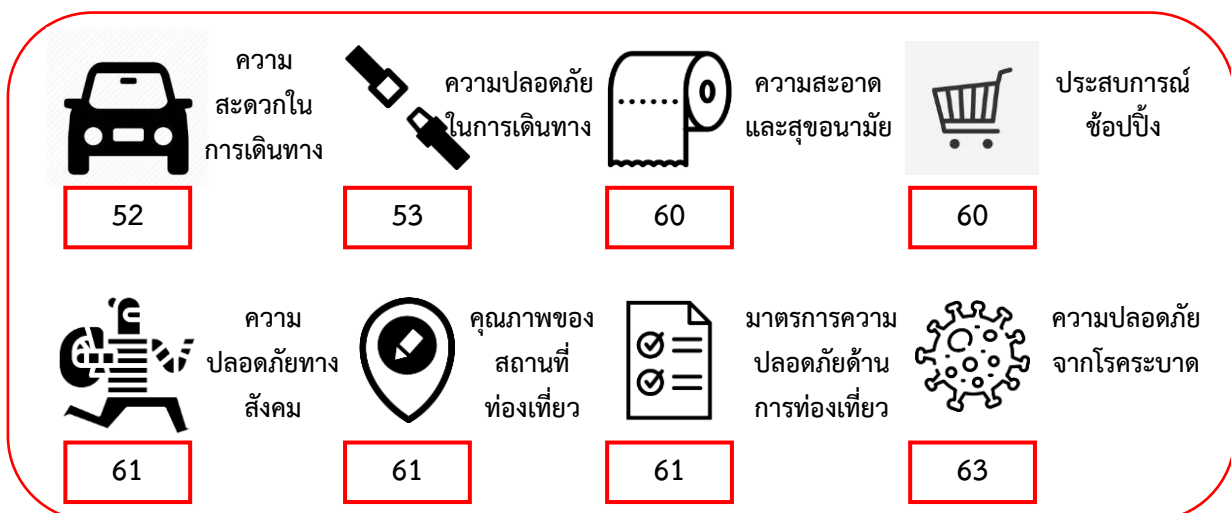 ความ
สะดวกใน
การเดินทาง
52
ความปลอดภัย
ในการเดินทาง
53
ความสะอาด
และสุขอนามัย
60
ประสบการณ์
ช้อปปิ้ง
60
ความ
ปลอดภัยทาง
สังคม
61
คุณภาพของ
สถานที่
ท่องเที่ยว
61
มาตรการความ
ปลอดภัยด้าน
การท่องเที่ยว
61
ความปลอดภัย
จากโรคระบาด
63